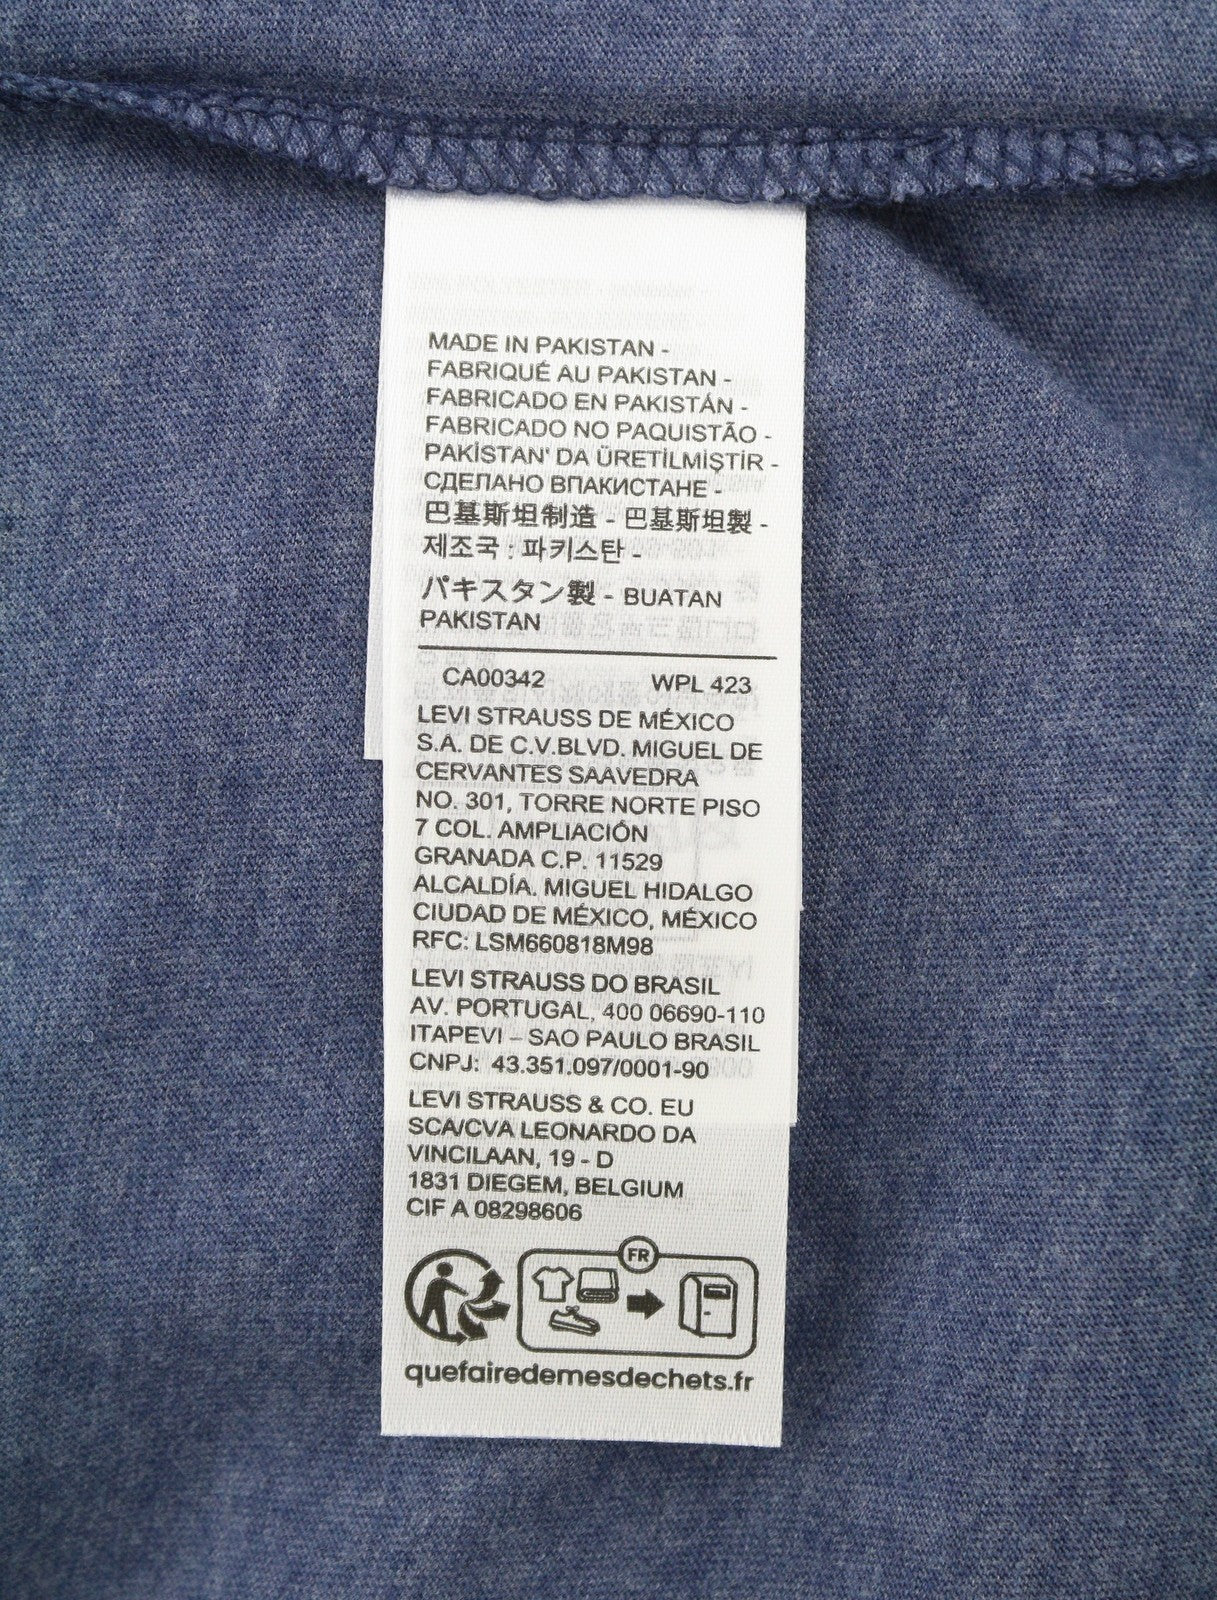 MADE IN PAKISTAN -
FABRIQUÉ AU PAKISTAN -
FABRICADO EN PAKISTÁN -
FABRICADO NO PAQUISTÃO -
PAKİSTAN' DA ÜRETİLMİŞTİR -
СДЕЛАНО ВПАКИСТАНЕ -
巴基斯坦制造 - 巴基斯坦製 -
제조국 : 파키스탄 -
パキスタン製 - BUATAN
PAKISTAN
CA00342 WPL 423
LEVI STRAUSS DE MÉXICO
S.A. DE C.V.BLVD. MIGUEL DE
CERVANTES SAAVEDRA
NO. 301, TORRE NORTE PISO
7 COL. AMPLIACIÓN
GRANADA C.P. 11529
ALCALDÍA. MIGUEL HIDALGO
CIUDAD DE MÉXICO, MÉXICO
RFC: LSM660818M98
LEVI STRAUSS DO BRASIL
AV. PORTUGAL, 400 06690-110
ITAPEVI – SAO PAULO BRASIL
CNPJ: 43.351.097/0001-90
LEVI STRAUSS & CO. EU
SCA/CVA LEONARDO DA
VINCILAAN, 19 - D
1831 DIEGEM, BELGIUM
CIF A 08298606
FR
quefairedemesdechets.fr